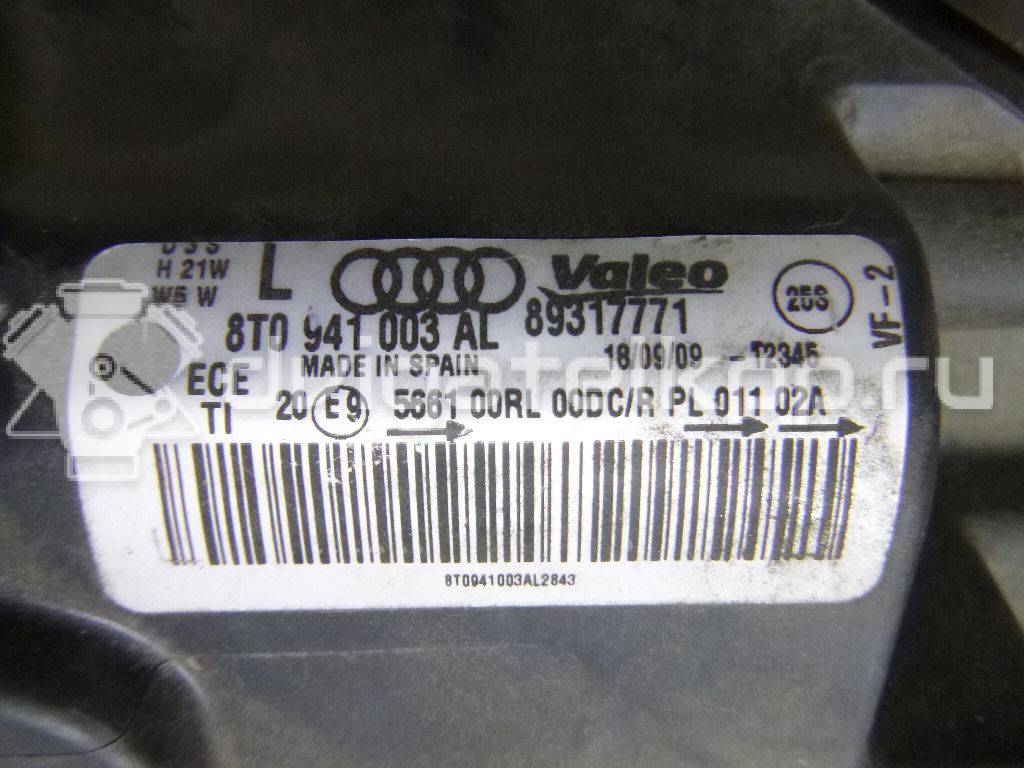 D3S
H 21W
W5 W
L
Valeo
8T0 941 003 AL
89317771
MADE IN SPAIN
18/09/09 -T2345
VF-2
ECE
TI
20 E9 5661 00RL 00DC/R PL 011 02A
8T0941003AL2843